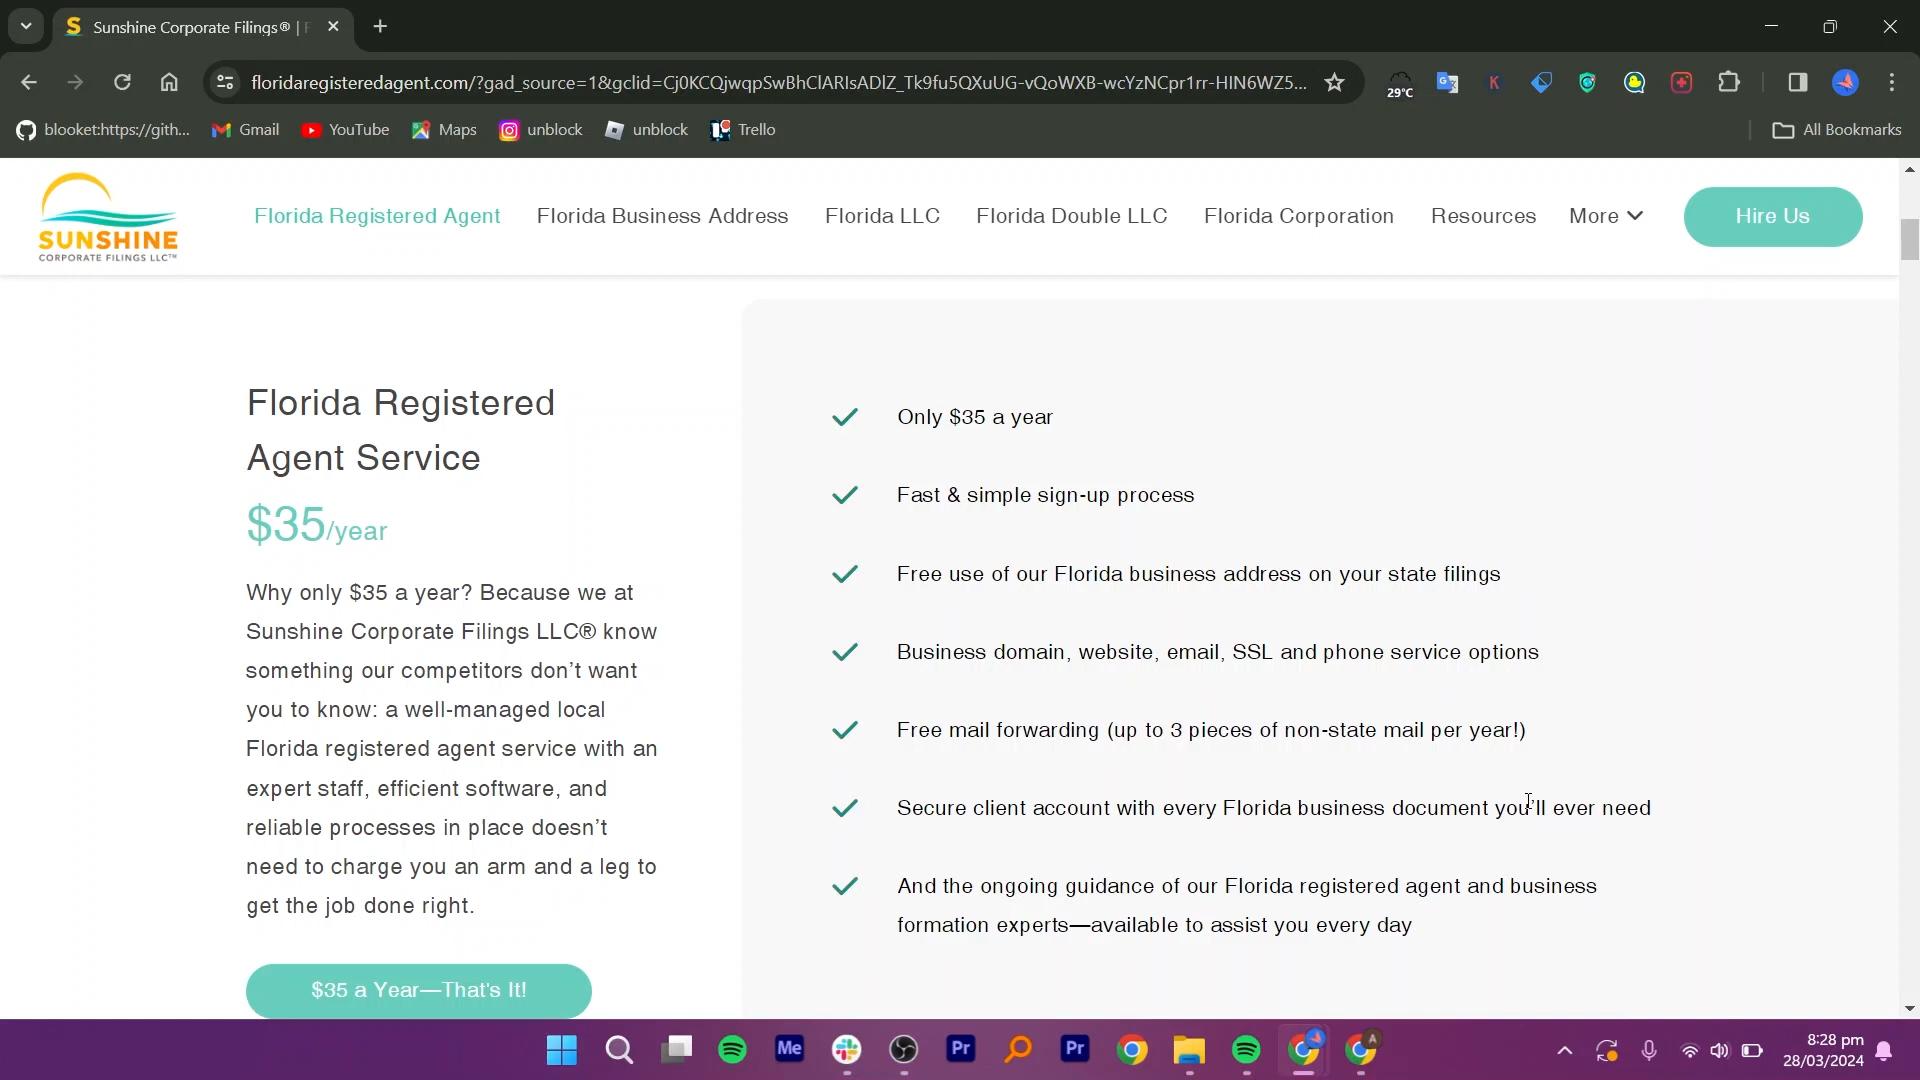 Sunshine Corporate Filings® |
floridaregisteredagent.com/?gad_source=1&gclid=Cj0KCQjwqpSwBhClARIsADlZ_Tk9fu5QXuUG-vQoWXB-wcYzNCpr1rr-HIN6WZ5...
29°C
K
blooket:https://gith...
Gmail
YouTube
Maps
unblock
unblock
Trello
All Bookmarks
SUNSHINE
CORPORATE FILINGS LLC™
Florida Registered Agent
Florida Business Address
Florida LLC
Florida Double LLC
Florida Corporation
Resources
More
Hire Us
Florida Registered
Agent Service
$35/year
Why only $35 a year? Because we at
Sunshine Corporate Filings LLC® know
something our competitors don’t want
you to know: a well-managed local
Florida registered agent service with an
expert staff, efficient software, and
reliable processes in place doesn’t
need to charge you an arm and a leg to
get the job done right.
$35 a Year—That's It!
Only $35 a year
Fast & simple sign-up process
Free use of our Florida business address on your state filings
Business domain, website, email, SSL and phone service options
Free mail forwarding (up to 3 pieces of non-state mail per year!)
Secure client account with every Florida business document you’ll ever need
And the ongoing guidance of our Florida registered agent and business
formation experts—available to assist you every day
Me
Pr
Pr
A
8:28 pm
28/03/2024